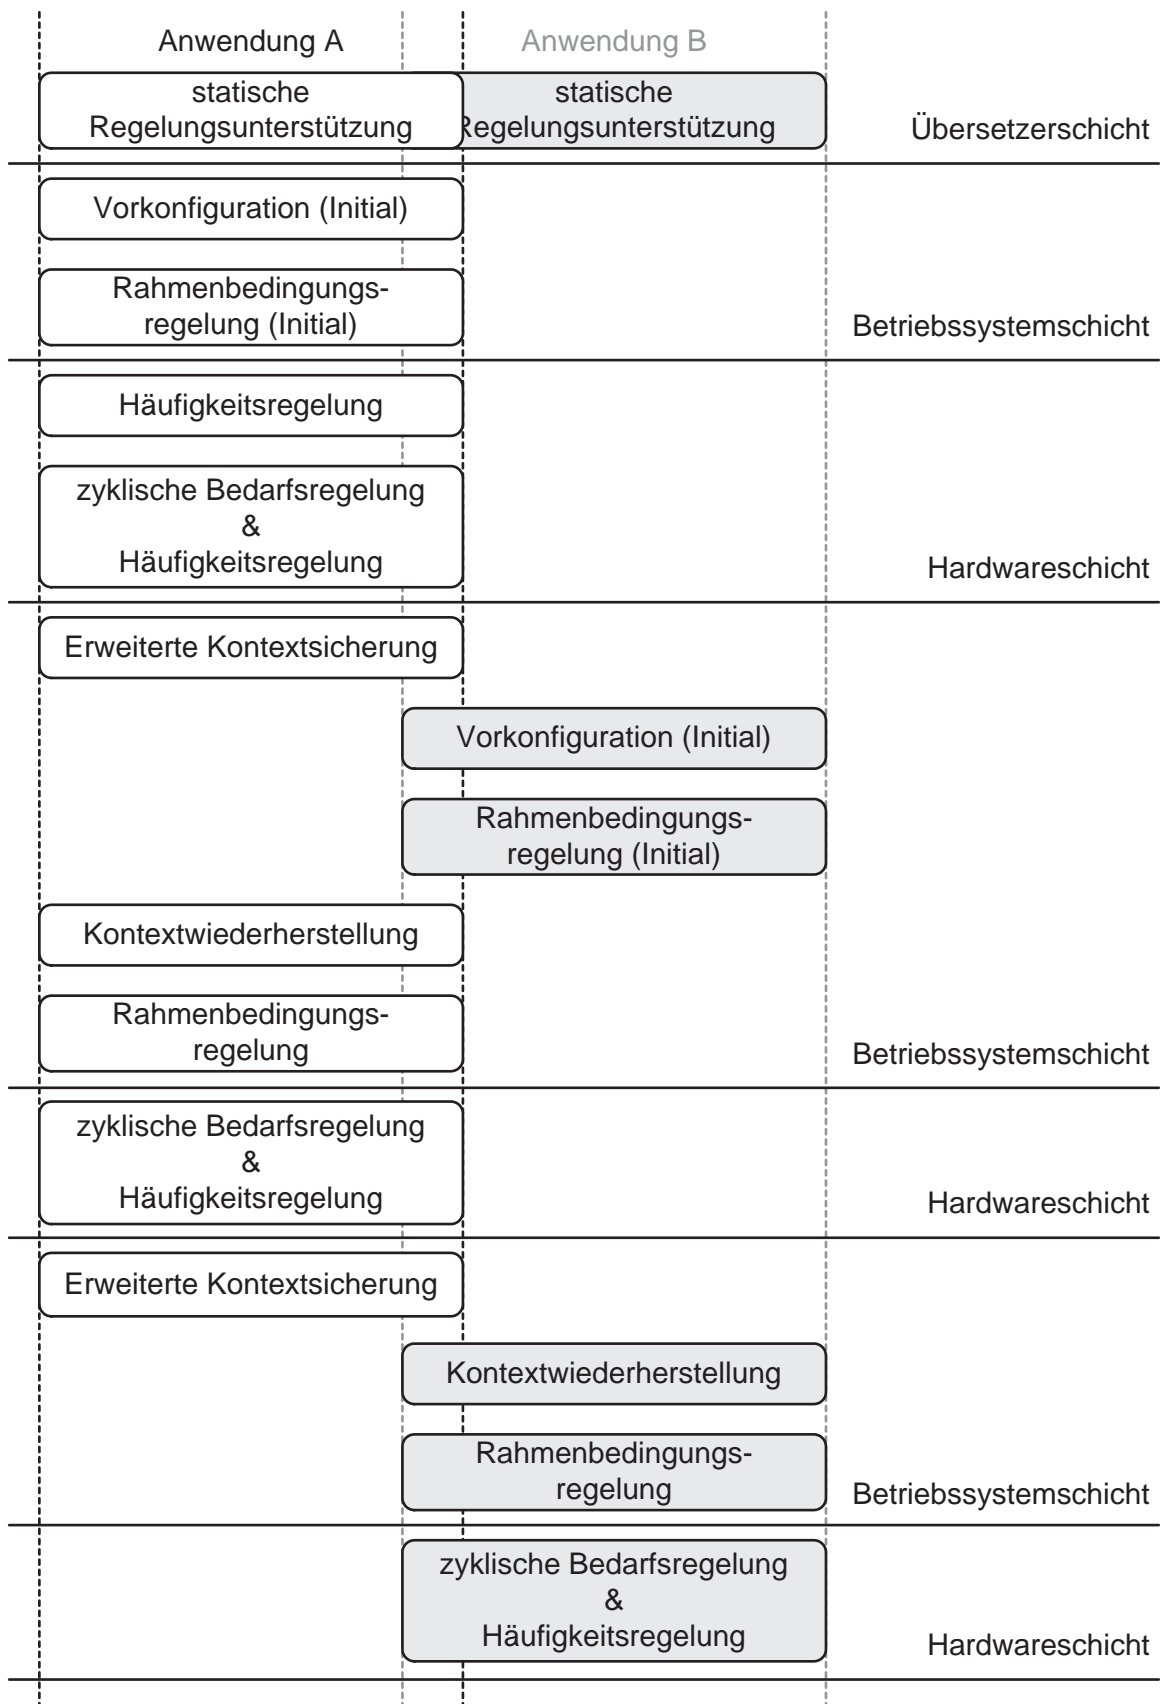 Anwendung A
Anwendung B
statische
Regelungsunterstützung
statische
Regelungsunterstützung
Übersetzerschicht
Vorkonfiguration (Initial)
Rahmenbedingungs-
regelung (Initial)
Betriebssystemschicht
Häufigkeitsregelung
zyklische Bedarfsregelung
&
Häufigkeitsregelung
Hardwareschicht
Erweiterte Kontextsicherung
Vorkonfiguration (Initial)
Rahmenbedingungs-
regelung (Initial)
Kontextwiederherstellung
Rahmenbedingungs-
regelung
Betriebssystemschicht
zyklische Bedarfsregelung
&
Häufigkeitsregelung
Hardwareschicht
Erweiterte Kontextsicherung
Kontextwiederherstellung
Rahmenbedingungs-
regelung
Betriebssystemschicht
zyklische Bedarfsregelung
&
Häufigkeitsregelung
Hardwareschicht